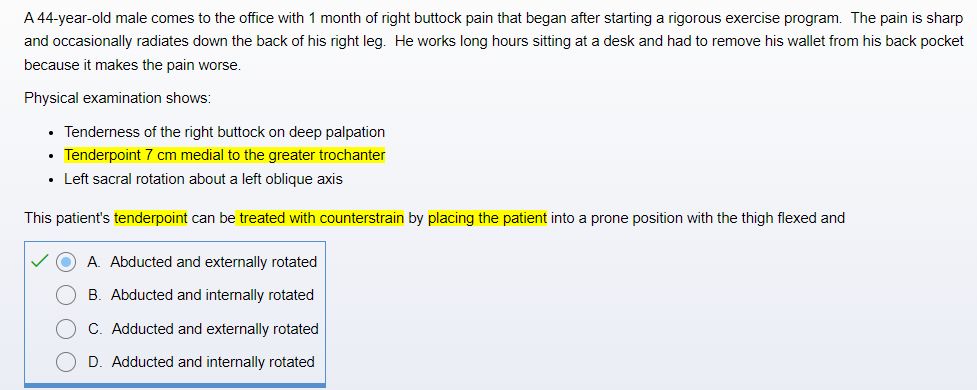 A 44-year-old male comes to the office with 1 month of right buttock pain that began after starting a rigorous exercise program. The pain is sharp
and occasionally radiates down the back of his right leg. He works long hours sitting at a desk and had to remove his wallet from his back pocket
because it makes the pain worse.
Physical examination shows:
• Tenderness of the right buttock on deep palpation
• Tenderpoint 7 cm medial to the greater trochanter
• Left sacral rotation about a left oblique axis
This patient's tenderpoint can be treated with counterstrain by placing the patient into a prone position with the thigh flexed and
A. Abducted and externally rotated
B. Abducted and internally rotated
C. Adducted and externally rotated
D. Adducted and internally rotated